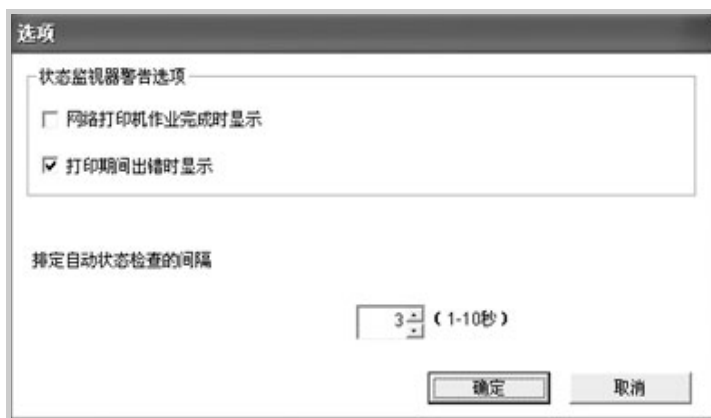 选项
状态监视器警告选项
网络打印机作业完成时显示
打印期间出错时显示
排定自动状态检查的间隔
3 (1-10秒)
确定 取消